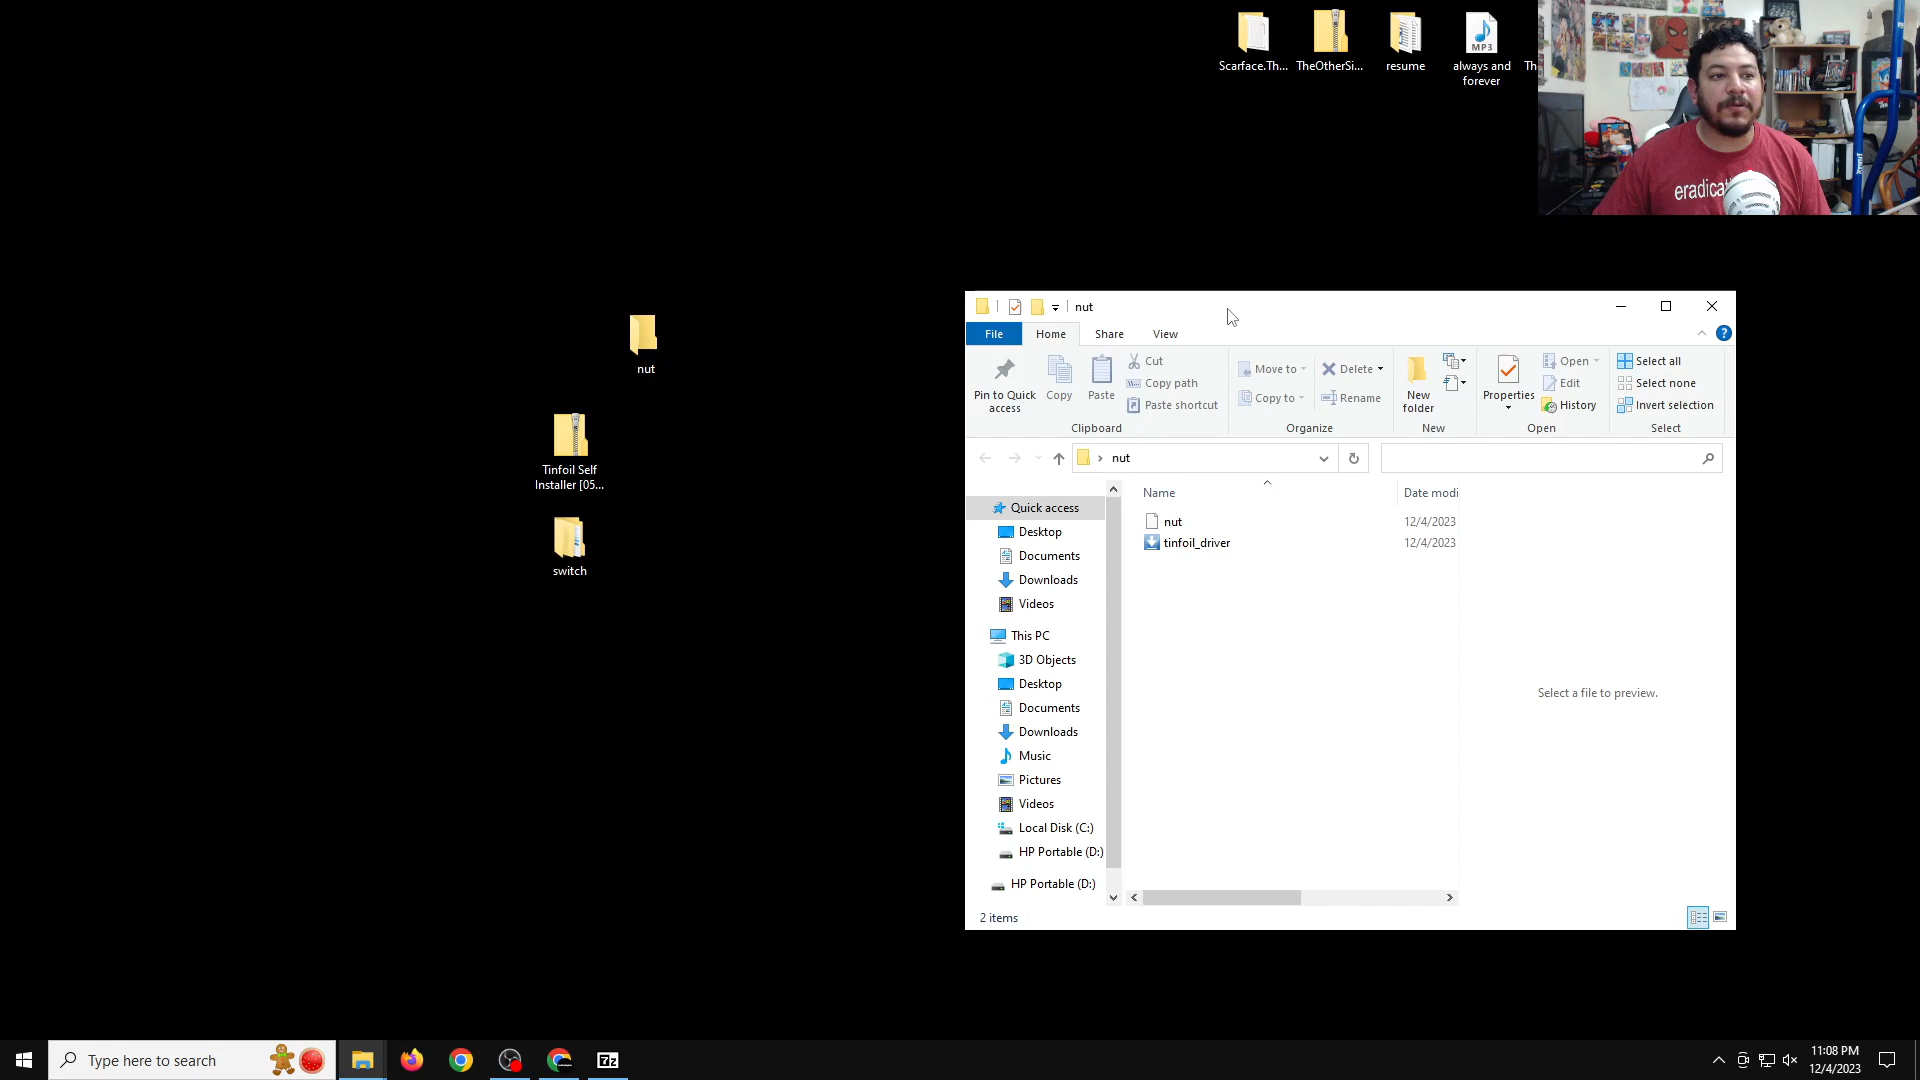 Scarface.Th...
TheOtherSi...
resume
MP3
always and
forever
Th
eradicati
nut
Tinfoil Self
Installer [05...
switch
nut
File
Home
Share
View
Pin to Quick
access
Copy
Paste
Cut
Copy path
Paste shortcut
Clipboard
Move to
Copy to
Delete
Rename
Organize
New
folder
New
Properties
Open
Edit
History
Open
Select all
Select none
Invert selection
Select
nut
Name
Date modi
nut
12/4/2023
tinfoil_driver
12/4/2023
Quick access
Desktop
Documents
Downloads
Videos
This PC
3D Objects
Desktop
Documents
Downloads
Music
Pictures
Videos
Local Disk (C:)
HP Portable (D:)
HP Portable (D:)
Select a file to preview.
2 items
Type here to search
7z
11:08 PM
12/4/2023